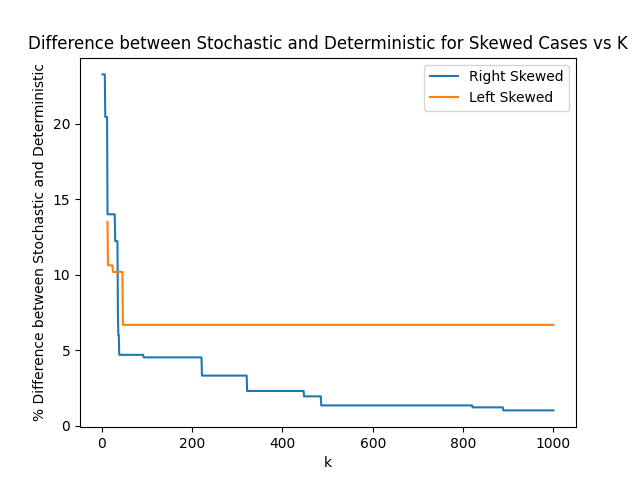 Difference between Stochastic and Deterministic for Skewed Cases vs K
% Difference between Stochastic and Deterministic
Right Skewed
Left Skewed
20
15
10
5
0
0 200 400 600 800 1000
k